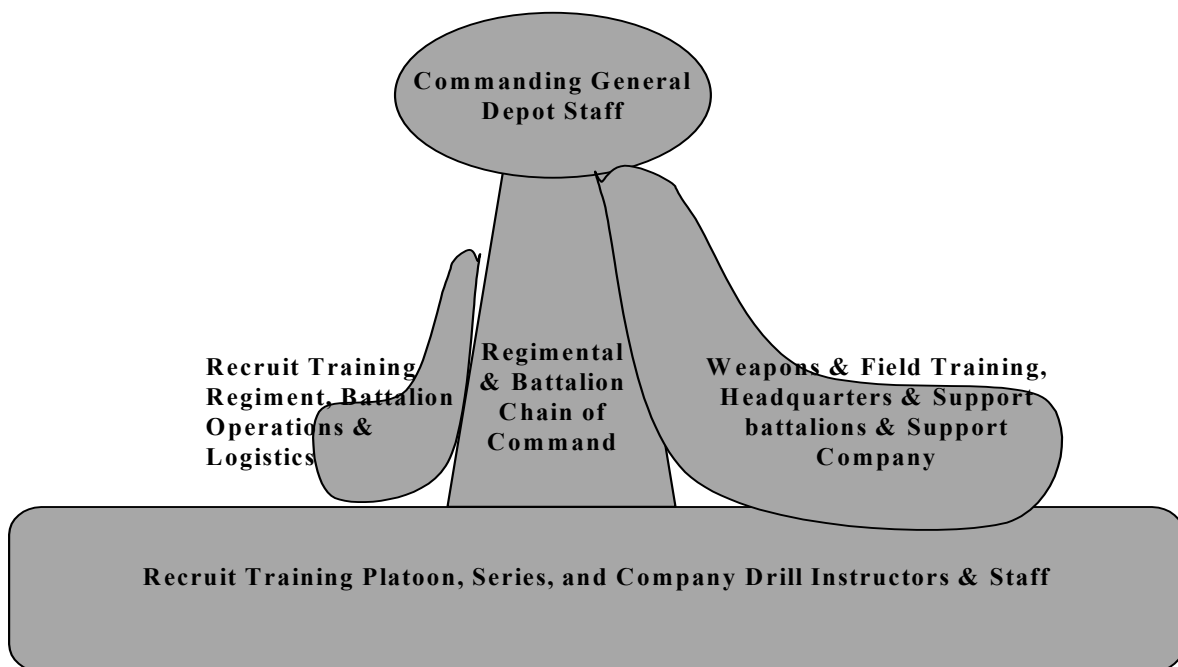 Commanding General
Depot Staff
Recruit Training
Regiment, Battalion
Operations &
Logistics
Regimental
& Battalion
Chain of
Command
Weapons & Field Training,
Headquarters & Support
battalions & Support
Company
Recruit Training Platoon, Series, and Company Drill Instructors & Staff